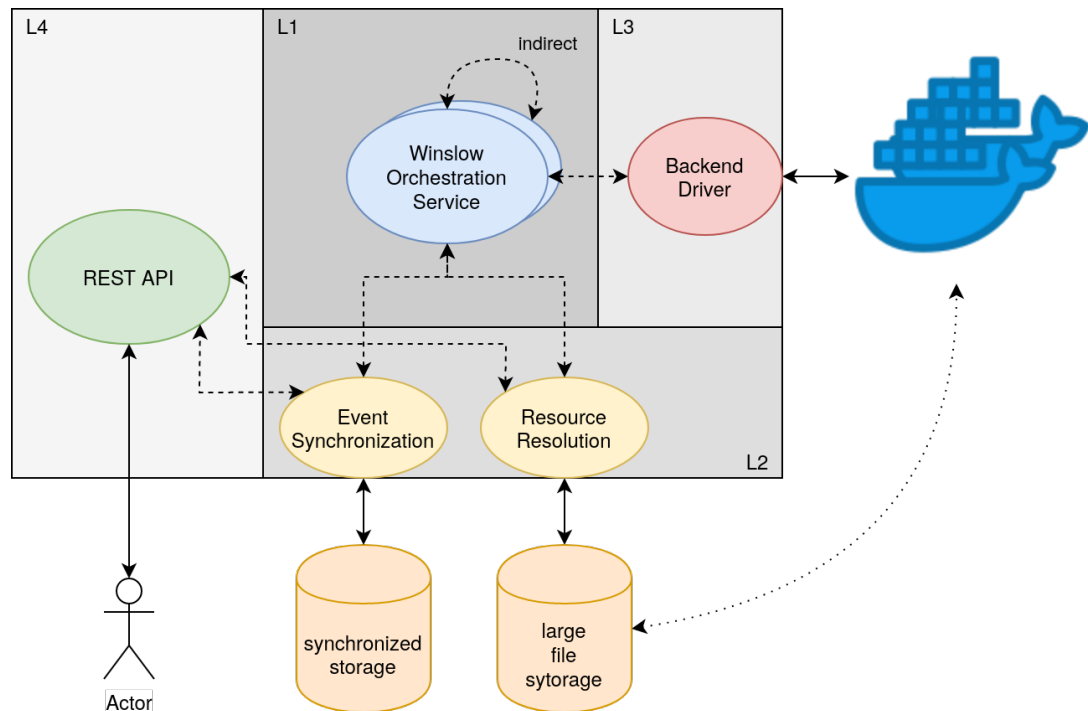 L4
L1
L3
indirect
Winslow
Orchestration
Service
Backend
Driver
REST API
Event
Synchronization
Resource
Resolution
L2
synchronized
storage
large
file
sytorage
Actor